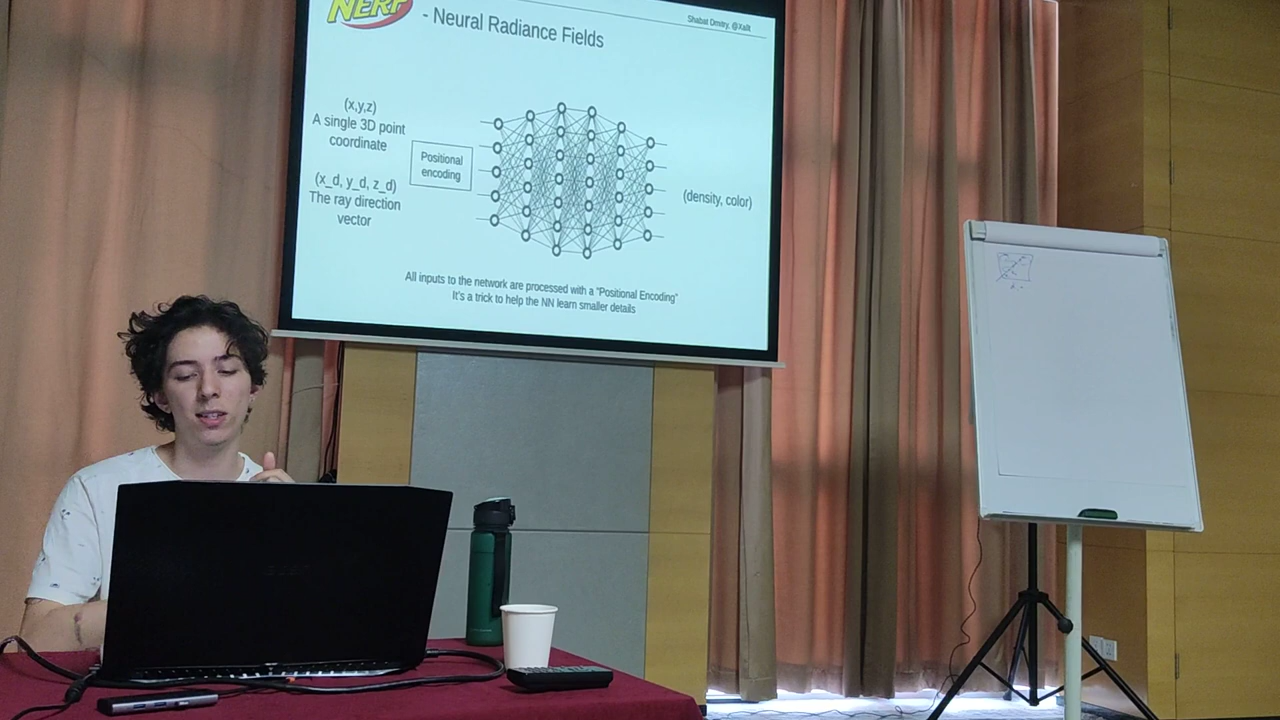 NERF
- Neural Radiance Fields
Shabat Dmitry, @Xallt
(x,y,z)
A single 3D point
coordinate
(x_d, y_d, z_d)
The ray direction
vector
Positional
encoding
(density, color)
All inputs to the network are processed with a "Positional Encoding"
It's a trick to help the NN learn smaller details